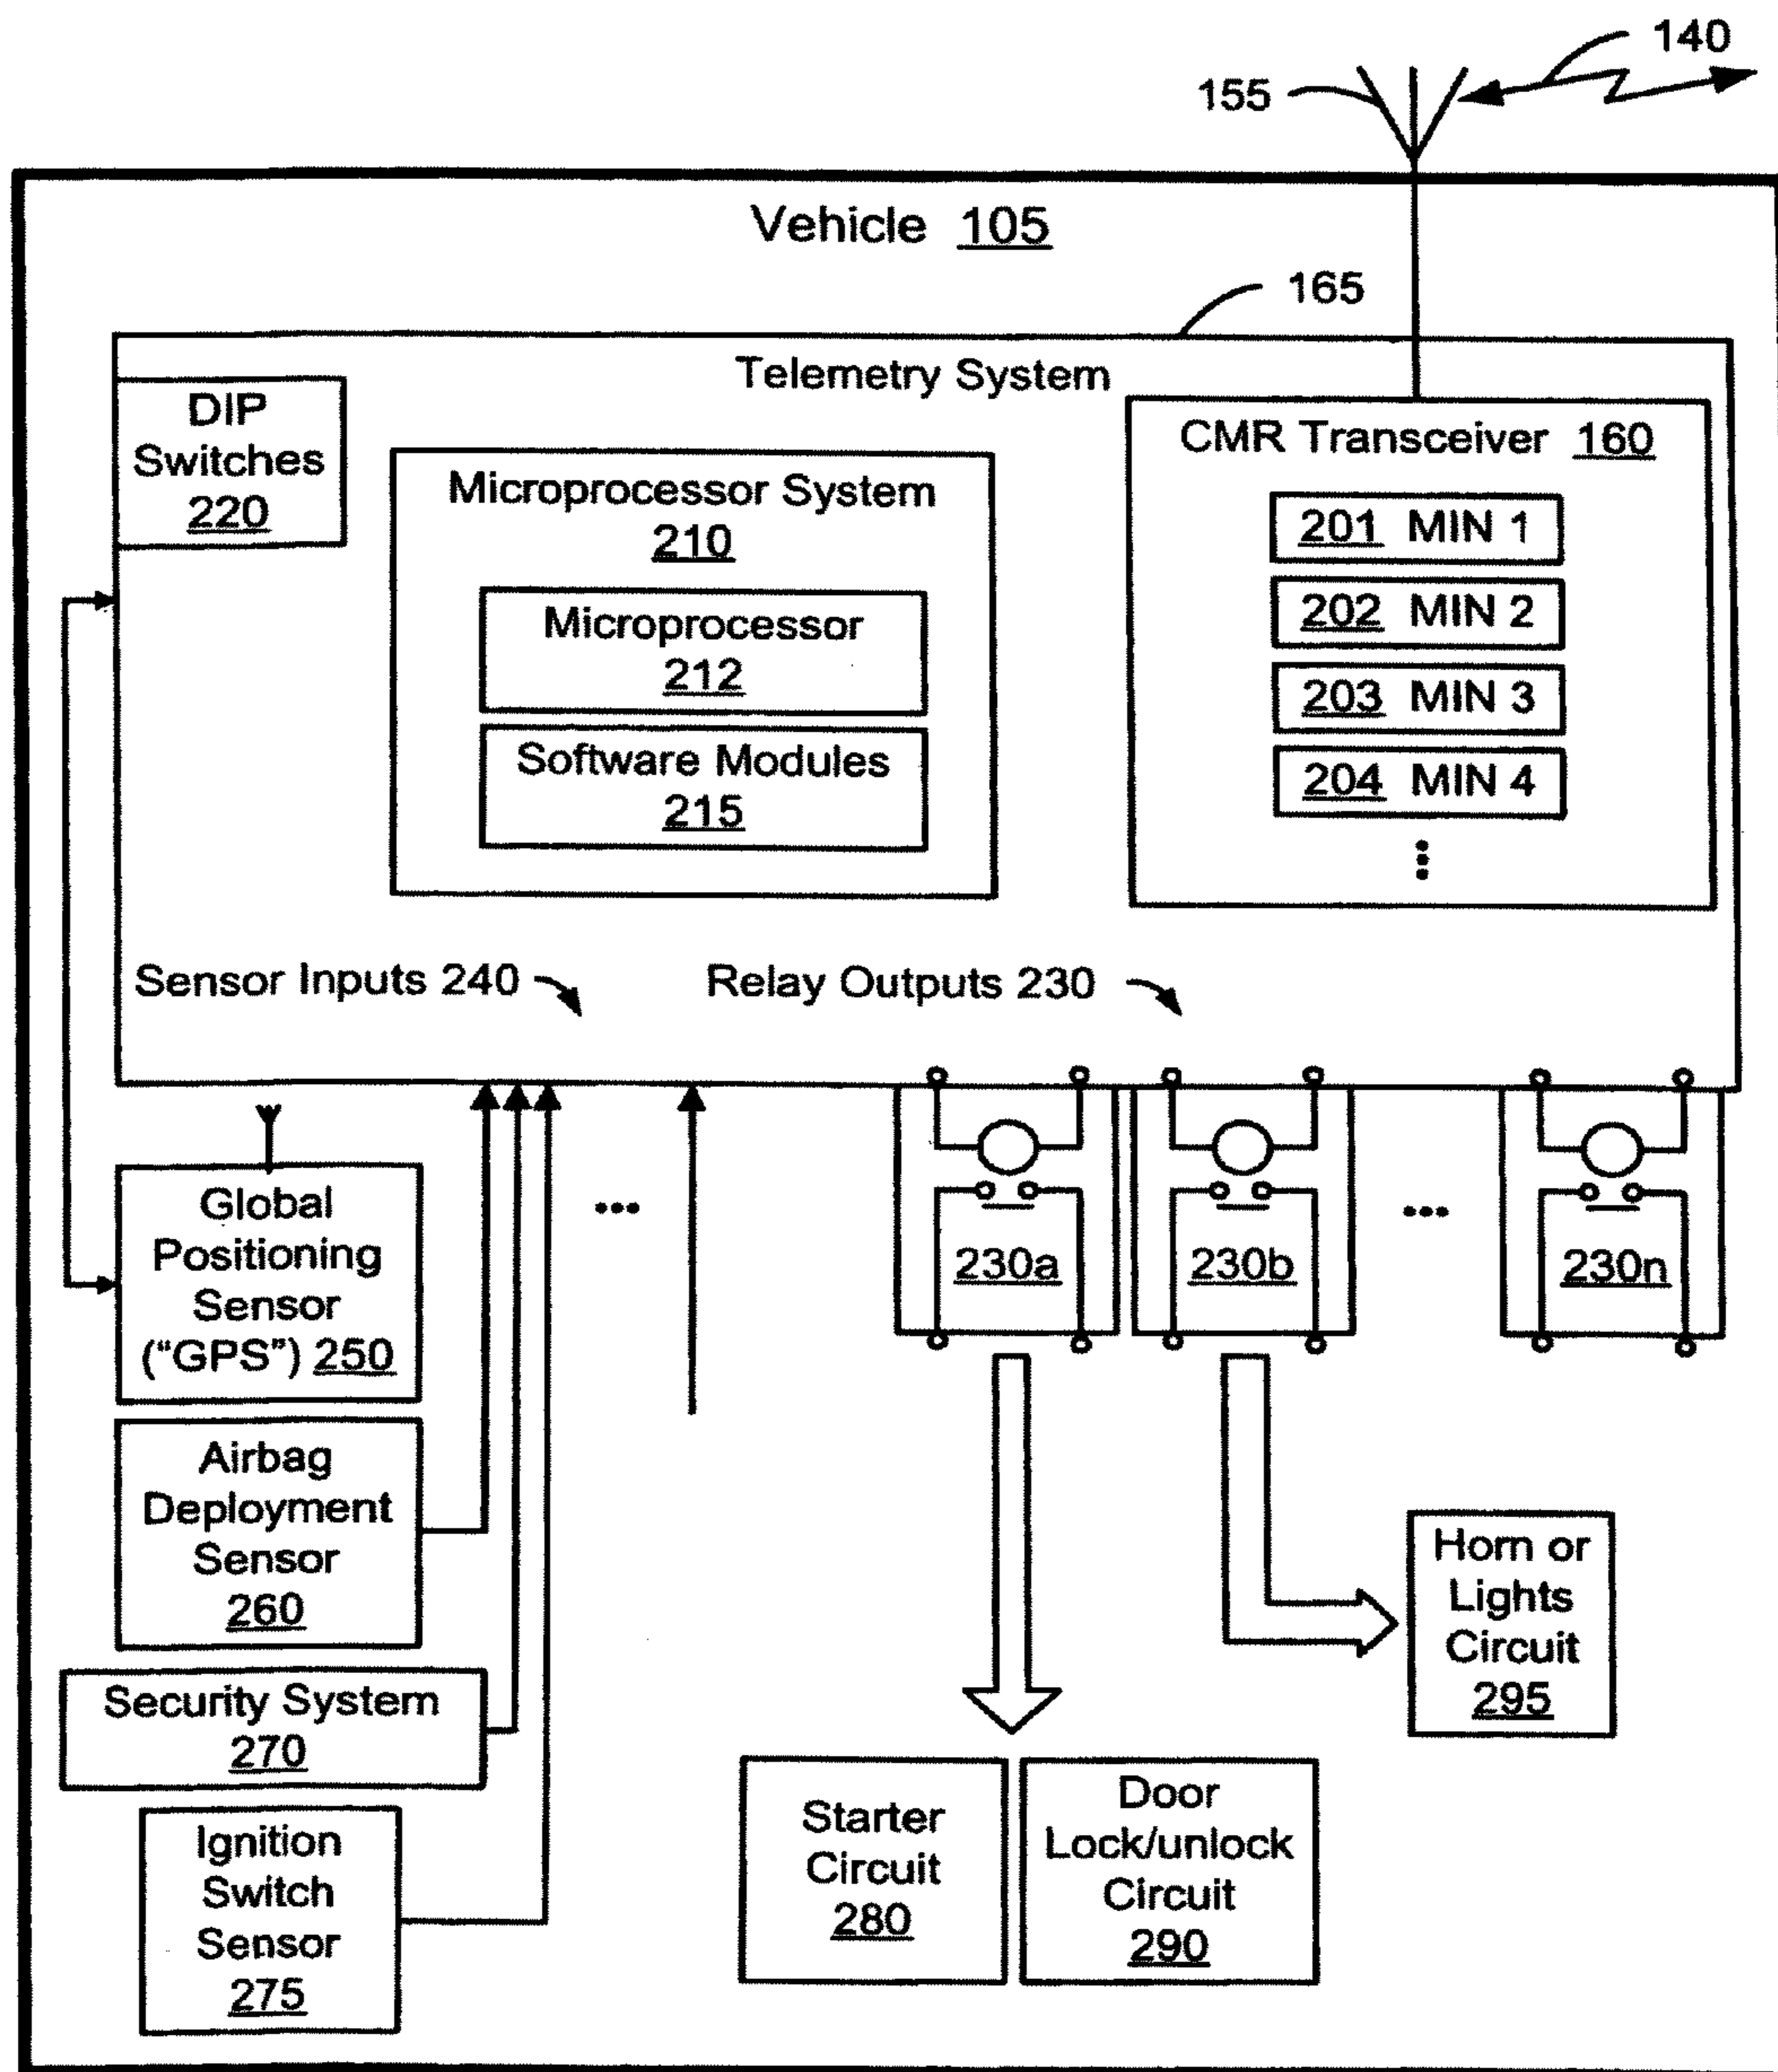 140
155
Vehicle 105
165
Telemetry System
DIP
Switches
220
Microprocessor System
210
Microprocessor
212
Software Modules
215
CMR Transceiver 160
201 MIN 1
202 MIN 2
203 MIN 3
204 MIN 4
...
Sensor Inputs 240
Relay Outputs 230
Global
Positioning
Sensor
(“GPS”) 250
...
230a
230b
...
230n
Airbag
Deployment
Sensor
260
Security System
270
Ignition
Switch
Sensor
275
Starter
Circuit
280
Door
Lock/unlock
Circuit
290
Horn or
Lights
Circuit
295